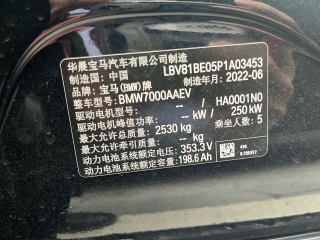 华晨宝马汽车有限公司制造
制造国：中国 LBV81BE05P1A03453
品牌：宝马(BMW)牌 制造年月：2022-06
整车型号：BMW7000AAEV
驱动电机型号： -- / HA0001N0
驱动电机峰值功率： -- kW / 250 kW
最大允许总质量：2530 kg 乘坐人数：5
最大允许牵引质量：-- kg
动力电池系统额定电压：353.3 V
动力电池系统额定容量：198.6 Ah